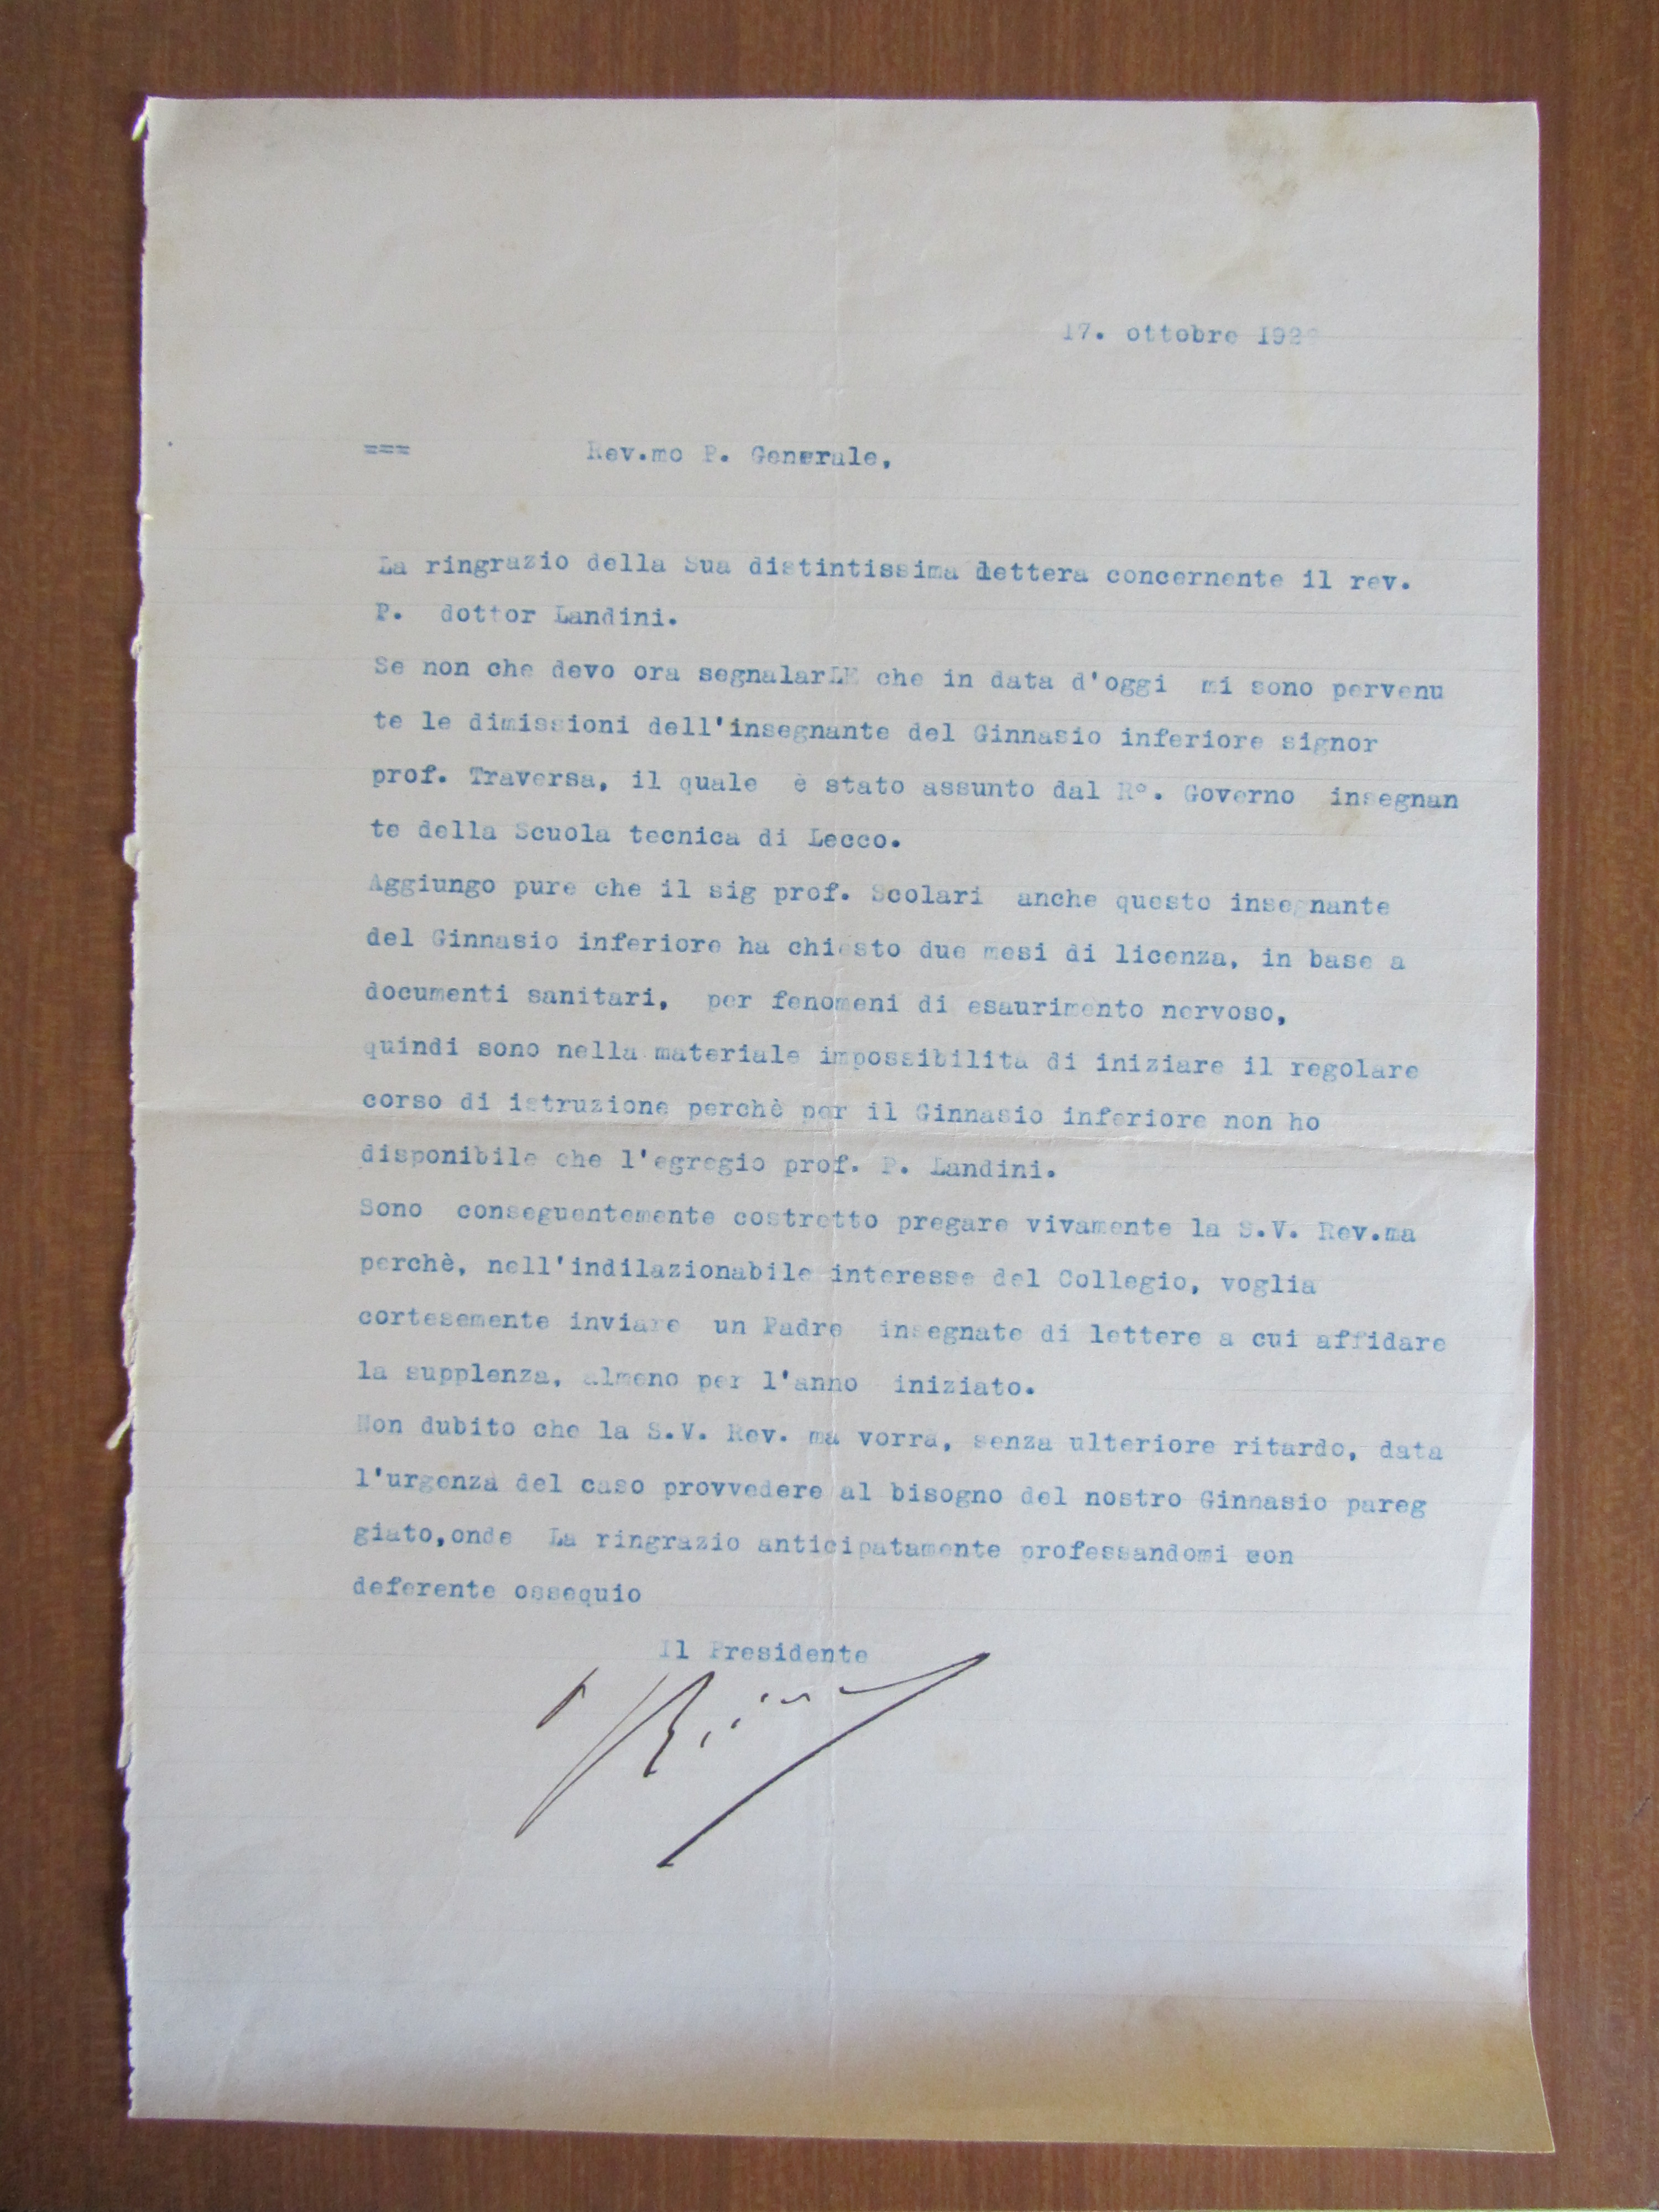 17. ottobre 192
===
Rev.mo P. Generale,
La ringrazio della Sua distintissima lettera concernente il rev.
P. dottor Landini.
Se non che devo ora segnalarLE che in data d'oggi mi sono pervenu
te le dimissioni dell'insegnante del Ginnasio inferiore signor
prof. Traversa, il quale è stato assunto dal R°. Governo insegnan
te della Scuola tecnica di Lecco.
Aggiungo pure che il sig prof. Scolari anche questo insegnante
del Ginnasio inferiore ha chiesto due mesi di licenza, in base a
documenti sanitari, per fenomeni di esaurimento nervoso,
quindi sono nella materiale impossibilità di iniziare il regolare
corso di istruzione perchè per il Ginnasio inferiore non ho
disponibile che l'egregio prof. P. Landini.
Sono conseguentemente costretto pregare vivamente la S.V. Rev.ma
perchè, nell'indilazionabile interesse del Collegio, voglia
cortesemente inviare un Padre insegnate di lettere a cui affidare
la supplenza, almeno per l'anno iniziato.
Non dubito che la S.V. Rev. ma vorrà, senza ulteriore ritardo, data
l'urgenza del caso provvedere al bisogno del nostro Ginnasio pareg
giato,onde La ringrazio anticipatamente professandomi con
deferente ossequio
Il Presidente